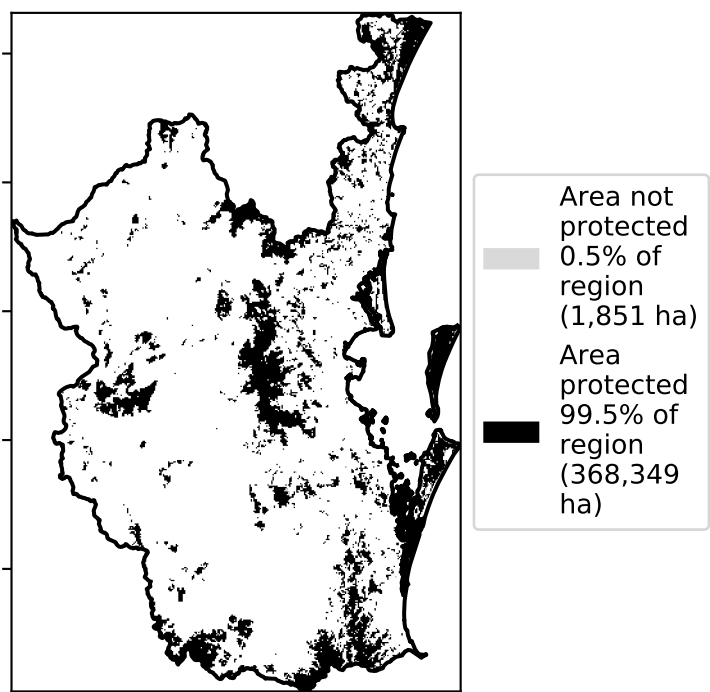 Area not
protected
0.5% of
region
(1,851 ha)
Area
protected
99.5% of
region
(368,349
ha)